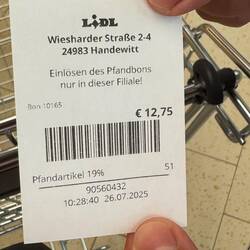 LIDL
Wiesharder Straße 2-4
24983 Handewitt
Einlösen des Pfandbons
nur in dieser Filiale!
Bon 10165
€ 12,75
Pfandartikel 19% 51
90560432
10:28:40 26.07.2025